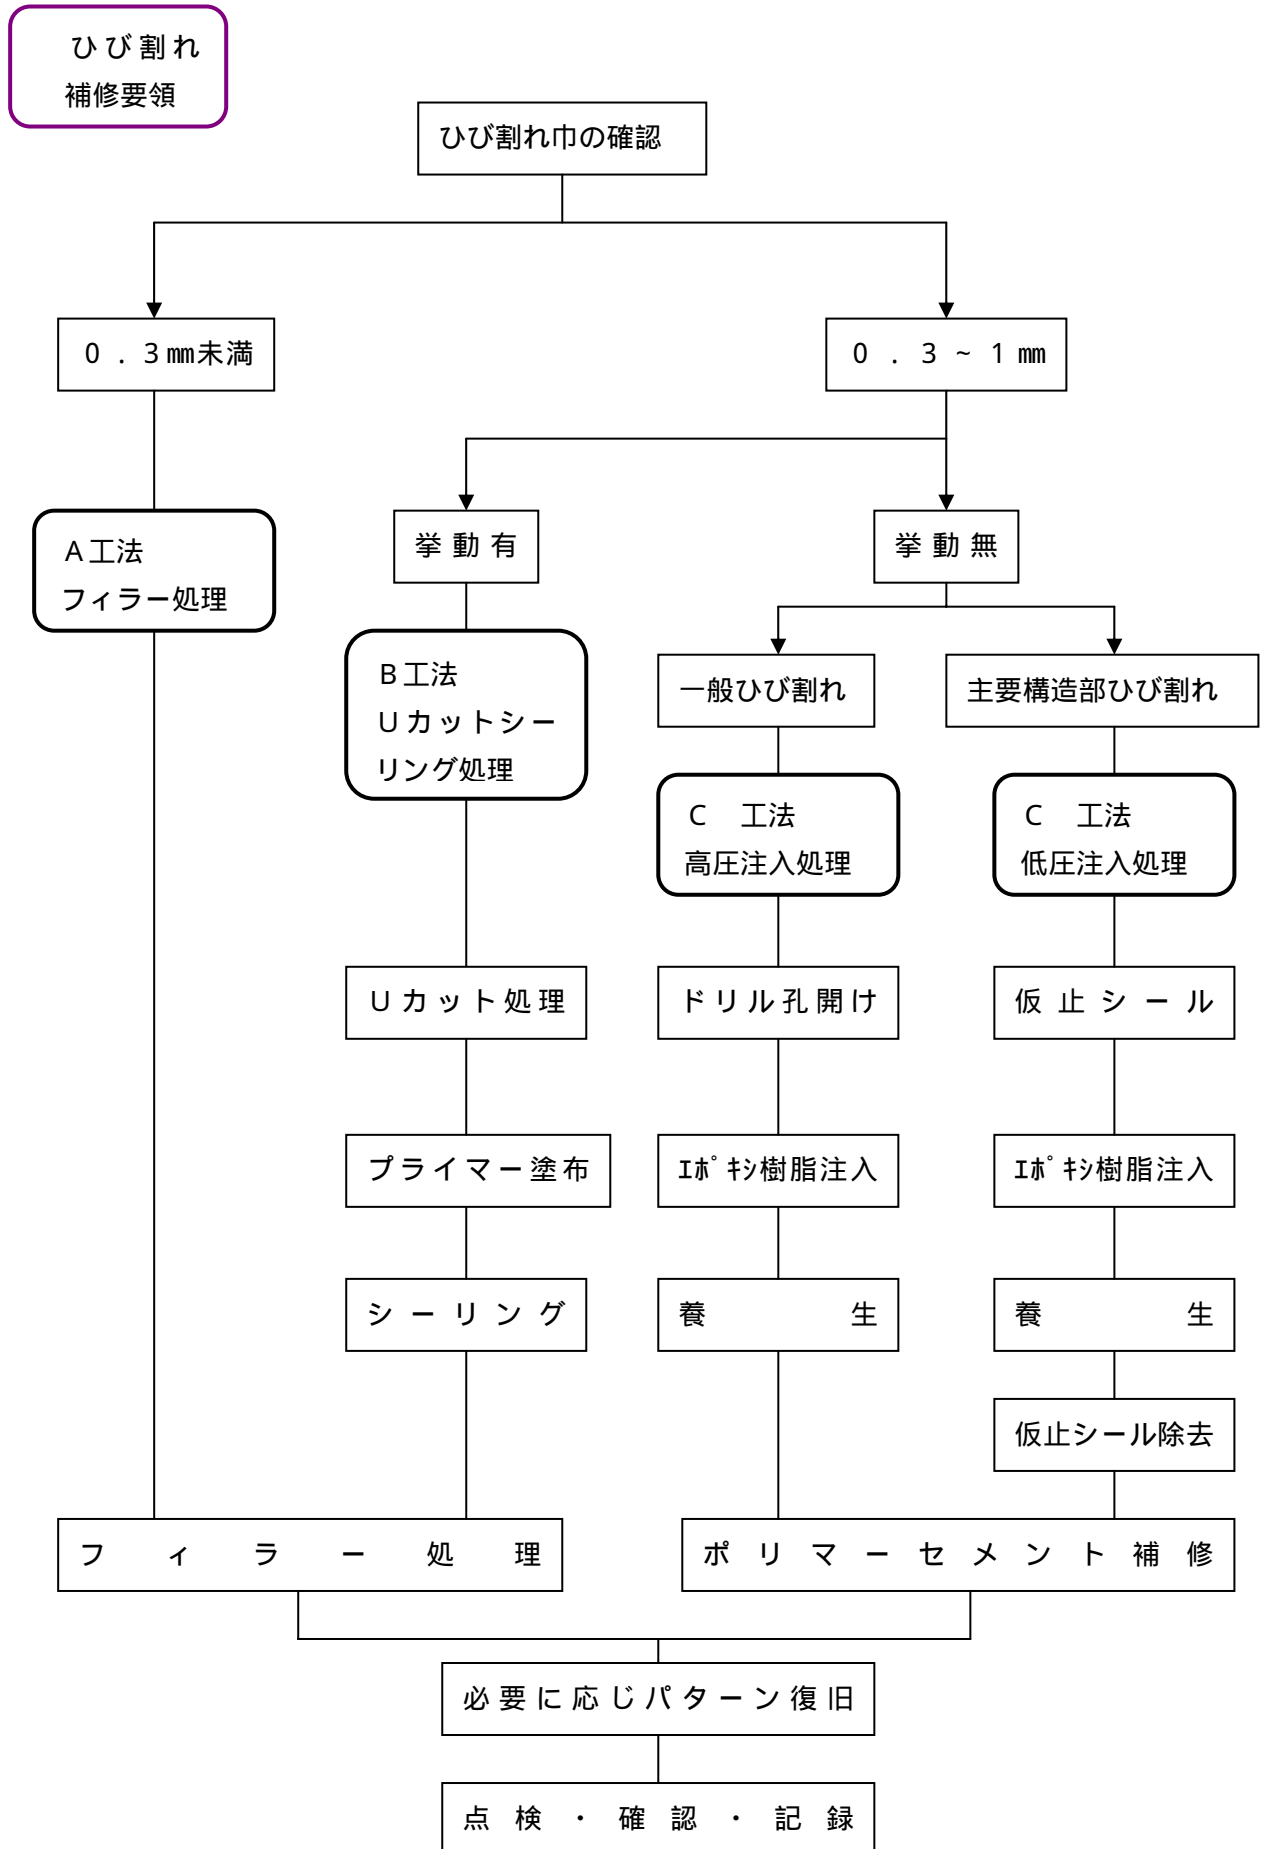 ひび割れ
補修要領
ひび割れ巾の確認
0.3㎜未満
0.3~1㎜
挙動有
挙動無
A工法
フィラー処理
B工法
Uカットシー
リング処理
一般ひび割れ
主要構造部ひび割れ
C 工法
高圧注入処理
C 工法
低圧注入処理
Uカット処理
ドリル孔開け
仮止シール
プライマー塗布
ｴﾎﾟｷｼ樹脂注入
ｴﾎﾟｷｼ樹脂注入
シーリング
養生
養生
仮止シール除去
フィラー処理
ポリマーセメント補修
必要に応じパターン復旧
点検・確認・記録